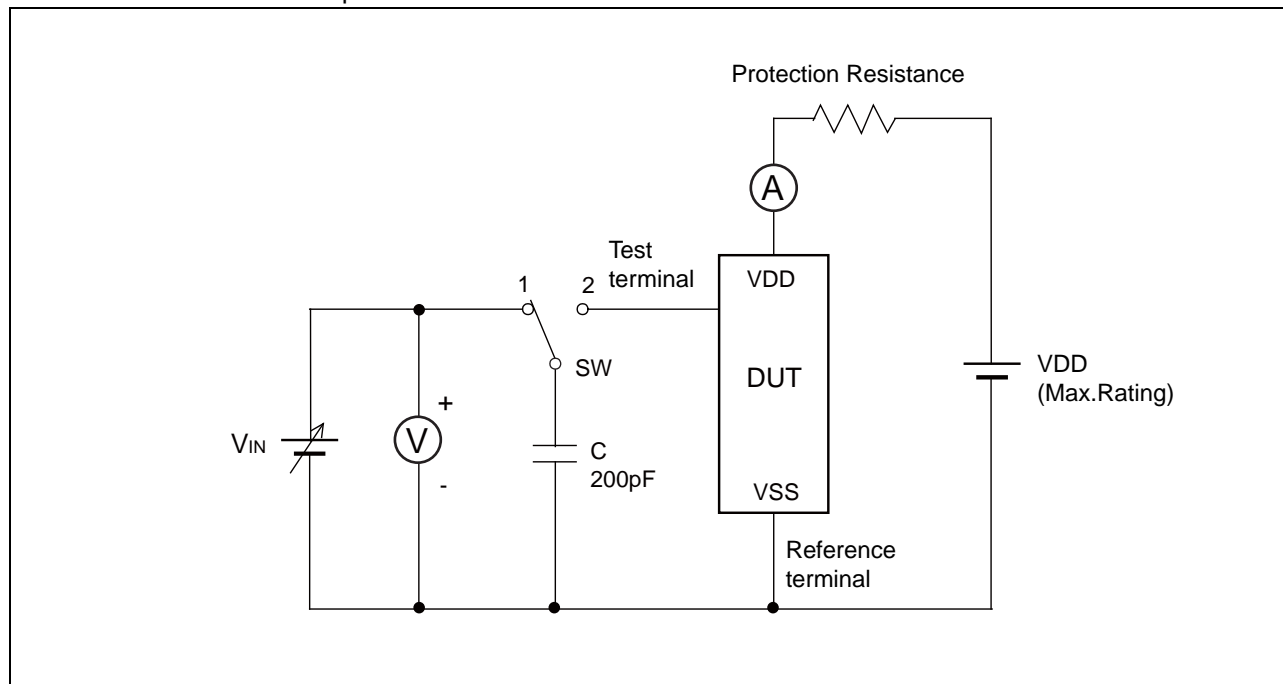 Protection Resistance
A
Test
terminal
1
2
VDD
SW
DUT
VDD
(Max.Rating)
VIN
+
V
-
C
200pF
VSS
Reference
terminal